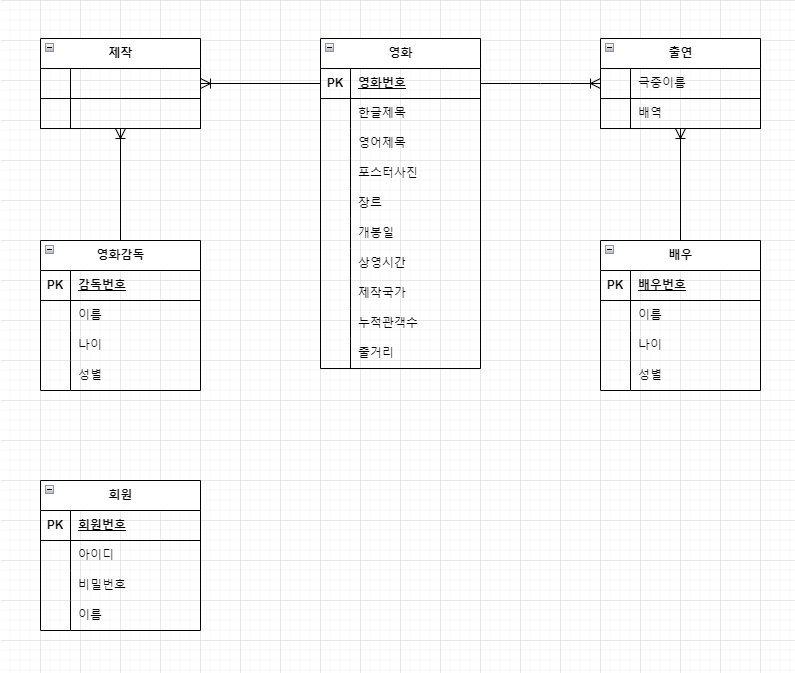 제작
영화
PK 영화번호
한글제목
영어제목
포스터사진
장르
개봉일
상영시간
제작국가
누적관객수
줄거리
출연
극중이름
배역
영화감독
PK 감독번호
이름
나이
성별
배우
PK 배우번호
이름
나이
성별
회원
PK 회원번호
아이디
비밀번호
이름